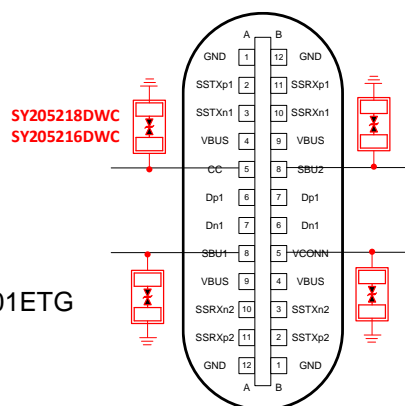 A B
GND 1 12 GND
SSTXp1 2 11 SSRXp1
SSTXn1 3 10 SSRXn1
SY205218DWC
SY205216DWC
VBUS 4 9 VBUS
CC 5 8 SBU2
Dp1 6 7 Dp1
Dn1 7 6 Dn1
SBU1 8 5 VCONN
VBUS 9 4 VBUS
01ETG
SSRXn2 10 3 SSTXn2
SSRXp2 11 2 SSTXp2
GND 12 1 GND
A B